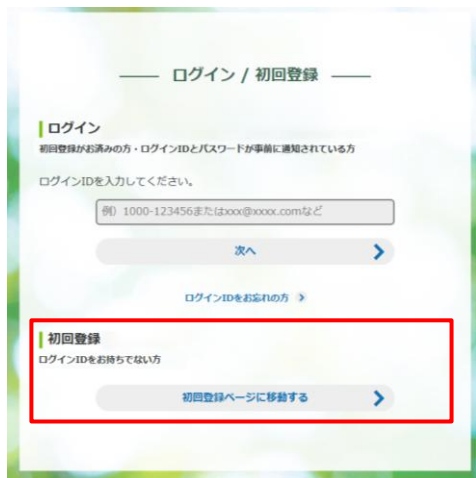 ログイン / 初回登録
ログイン
初回登録がお済みの方・ログインIDとパスワードが事前に通知されている方
ログインIDを入力してください。
例）1000-123456またはxxx@xxxx.comなど
次へ
ログインIDをお忘れの方
初回登録
ログインIDをお持ちでない方
初回登録ページに移動する